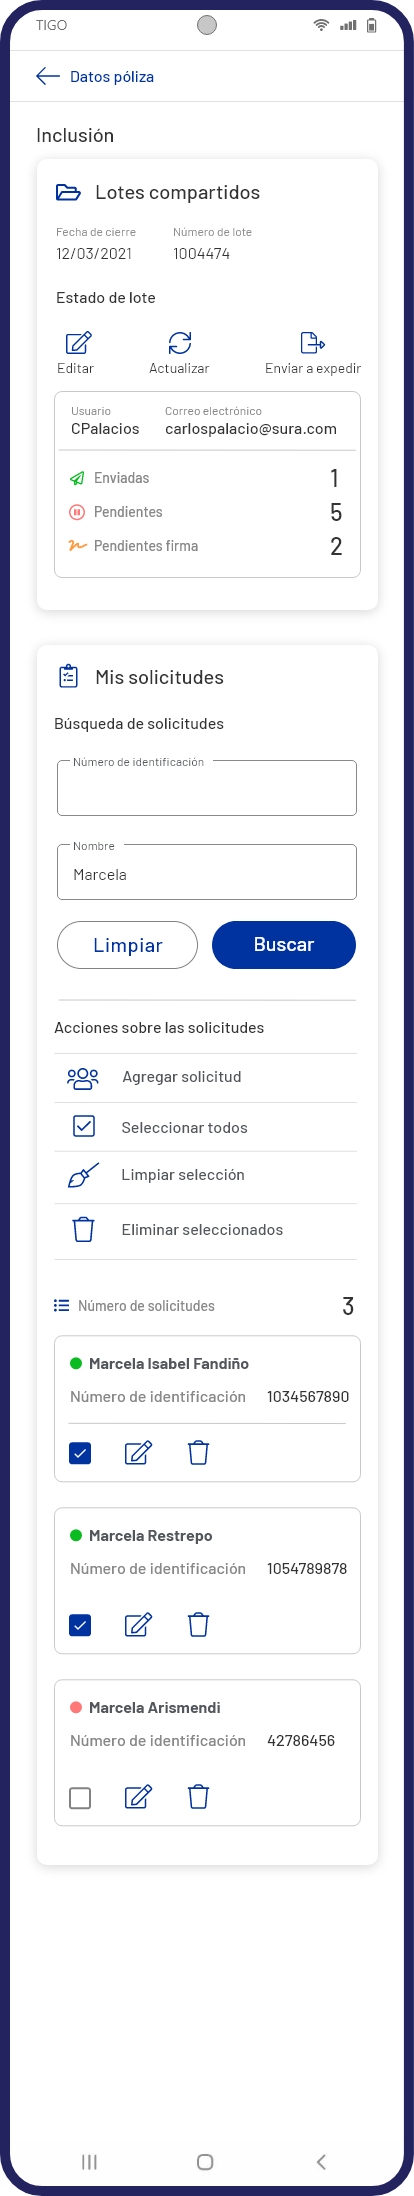 TIGO
Datos póliza
Inclusión
Lotes compartidos
Fecha de cierre Número de lote
12/03/2021 1004474
Estado de lote
Editar Actualizar Enviar a expedir
Usuario Correo electrónico
CPalacios carlospalacio@sura.com
Enviadas 1
Pendientes 5
Pendientes firma 2
Mis solicitudes
Búsqueda de solicitudes
Número de identificación
Nombre
Marcela
Limpiar Buscar
Acciones sobre las solicitudes
Agregar solicitud
Seleccionar todos
Limpiar selección
Eliminar seleccionados
Número de solicitudes 3
Marcela Isabel Fandiño
Número de identificación 1034567890
Marcela Restrepo
Número de identificación 1054789878
Marcela Arismendi
Número de identificación 42786456